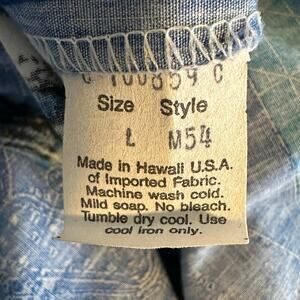 C 100859 C
Size Style
L M54
Made in Hawaii U.S.A.
of Imported Fabric.
Machine wash cold.
Mild soap. No bleach.
Tumble dry cool. Use
cool iron only.